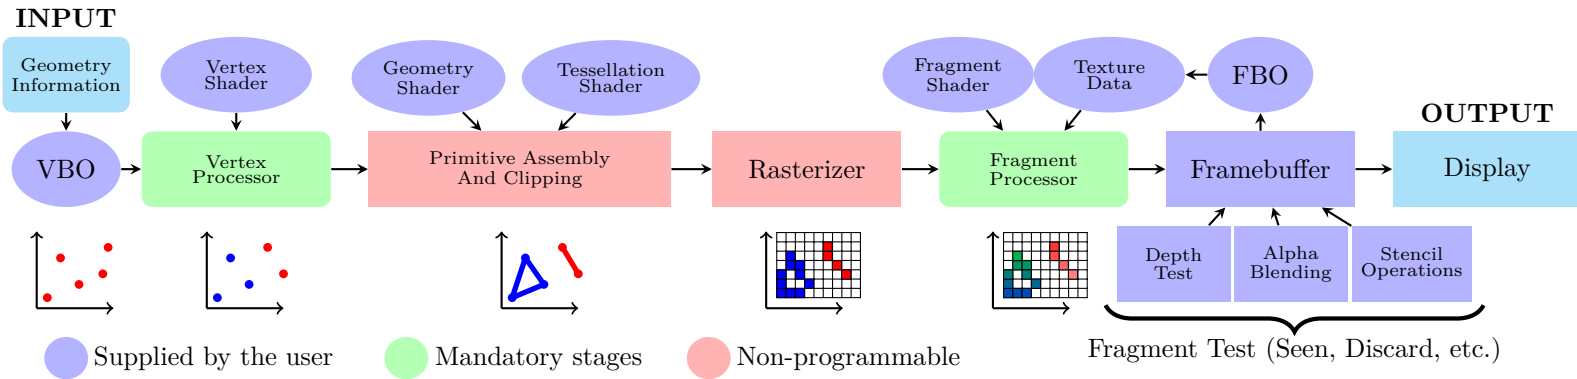 INPUT
Geometry
Information
VBO
Vertex
Shader
Vertex
Processor
Geometry
Shader
Tessellation
Shader
Primitive Assembly
And Clipping
Rasterizer
Fragment
Shader
Texture
Data
FBO
Fragment
Processor
Framebuffer
OUTPUT
Display
Depth
Test
Alpha
Blending
Stencil
Operations
Fragment Test (Seen, Discard, etc.)
Supplied by the user
Mandatory stages
Non-programmable